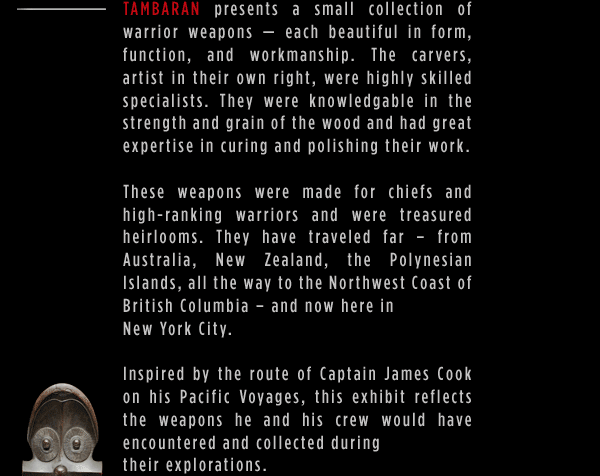 TAMBARAN presents a small collection of
warrior weapons — each beautiful in form,
function, and workmanship. The carvers,
artist in their own right, were highly skilled
specialists. They were knowledgable in the
strength and grain of the wood and had great
expertise in curing and polishing their work.
These weapons were made for chiefs and
high-ranking warriors and were treasured
heirlooms. They have traveled far – from
Australia, New Zealand, the Polynesian
Islands, all the way to the Northwest Coast of
British Columbia – and now here in
New York City.
Inspired by the route of Captain James Cook
on his Pacific Voyages, this exhibit reflects
the weapons he and his crew would have
encountered and collected during
their explorations.